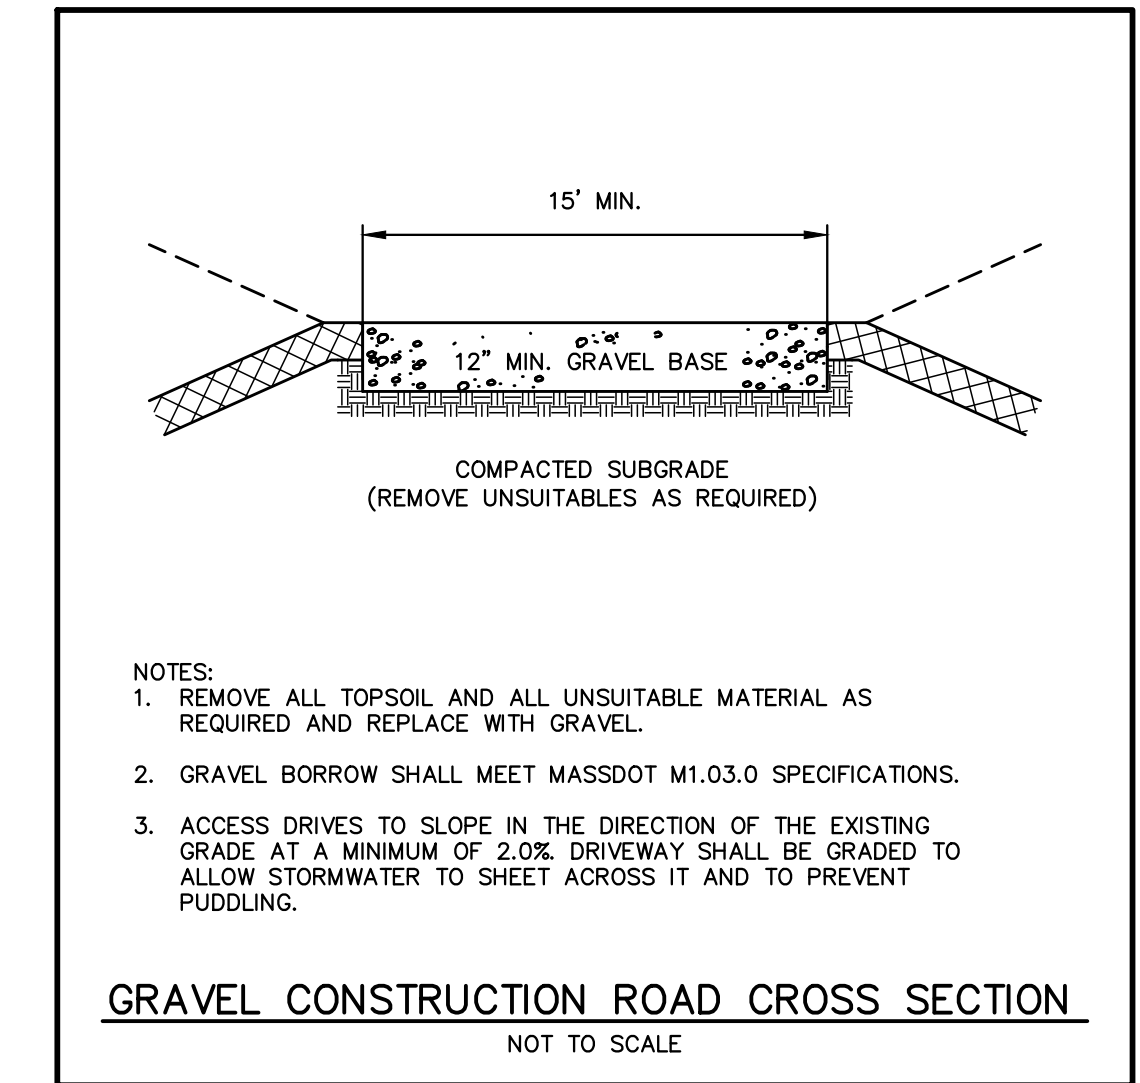 15' MIN.
12" MIN. GRAVEL BASE
COMPACTED SUBGRADE
(REMOVE UNSUITABLES AS REQUIRED)
NOTES:
1. REMOVE ALL TOPSOIL AND ALL UNSUITABLE MATERIAL AS
REQUIRED AND REPLACE WITH GRAVEL.
2. GRAVEL BORROW SHALL MEET MASSDOT M1.03.0 SPECIFICATIONS.
3. ACCESS DRIVES TO SLOPE IN THE DIRECTION OF THE EXISTING
GRADE AT A MINIMUM OF 2.0%. DRIVEWAY SHALL BE GRADED TO
ALLOW STORMWATER TO SHEET ACROSS IT AND TO PREVENT
PUDDLING.
GRAVEL CONSTRUCTION ROAD CROSS SECTION
NOT TO SCALE